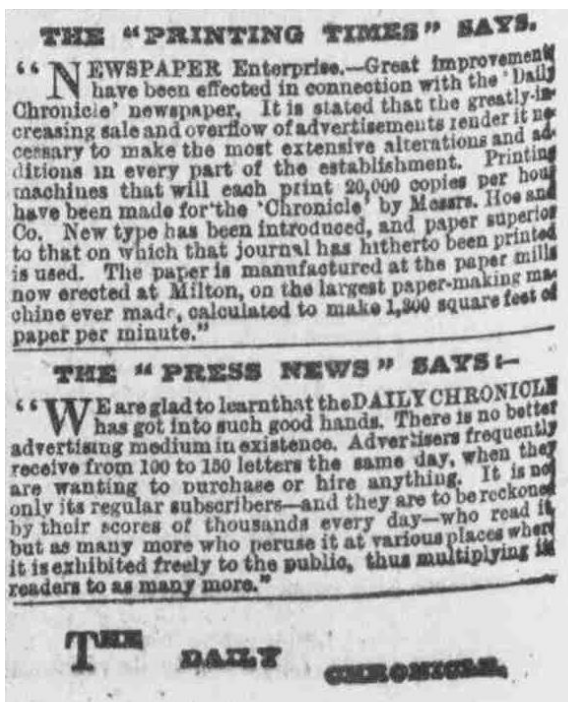 THE "PRINTING TIMES" SAYS.
"NEWSPAPER Enterprise.—Great improvements
have been effected in connection with the 'Daily
Chronicle' newspaper. It is stated that the greatly-in-
creasing sale and overflow of advertisements render it ne-
cessary to make the most extensive alterations and ad-
ditions in every part of the establishment. Printing
machines that will each print 20,000 copies per hour
have been made for the 'Chronicle' by Messrs. Hoe and
Co. New type has been introduced, and paper superior
to that on which that journal has hitherto been printed
is used. The paper is manufactured at the paper mills
now erected at Milton, on the largest paper-making ma
chine ever made, calculated to make 1,300 square feet of
paper per minute."
THE "PRESS NEWS" SAYS:—
"WE are glad to learn that the DAILY CHRONICLE
has got into such good hands. There is no better
advertising medium in existence. Advertisers frequently
receive from 100 to 150 letters the same day, when they
are wanting to purchase or hire anything. It is not
only its regular subscribers—and they are to be reckoned
by their scores of thousands every day—who read it,
but as many more who peruse it at various places where
it is exhibited freely to the public, thus multiplying its
readers to as many more."
THE DAILY CHRONICLE.